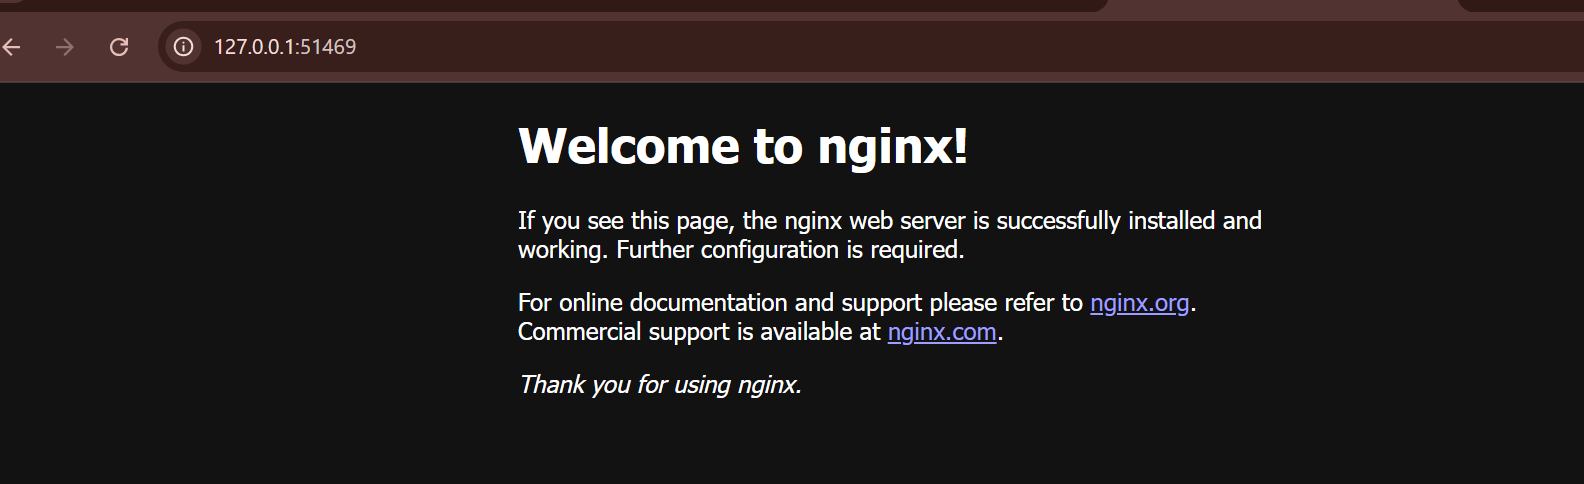 127.0.0.1:51469
Welcome to nginx!
If you see this page, the nginx web server is successfully installed and
working. Further configuration is required.
For online documentation and support please refer to nginx.org.
Commercial support is available at nginx.com.
Thank you for using nginx.